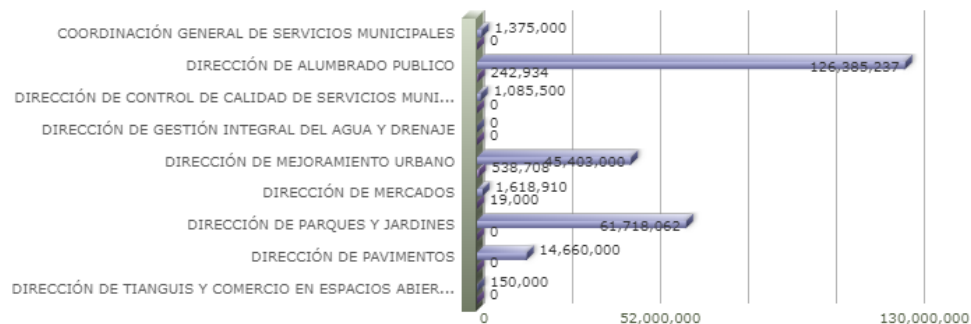 COORDINACIÓN GENERAL DE SERVICIOS MUNICIPALES
1,375,000
0
DIRECCIÓN DE ALUMBRADO PUBLICO
126,385,237
242,934
DIRECCIÓN DE CONTROL DE CALIDAD DE SERVICIOS MUNI...
1,085,500
0
DIRECCIÓN DE GESTIÓN INTEGRAL DEL AGUA Y DRENAJE
0
0
DIRECCIÓN DE MEJORAMIENTO URBANO
45,403,000
538,708
DIRECCIÓN DE MERCADOS
1,618,910
19,000
DIRECCIÓN DE PARQUES Y JARDINES
61,718,062
0
DIRECCIÓN DE PAVIMENTOS
14,660,000
0
DIRECCIÓN DE TIANGUIS Y COMERCIO EN ESPACIOS ABIER...
150,000
0
0 52,000,000 130,000,000